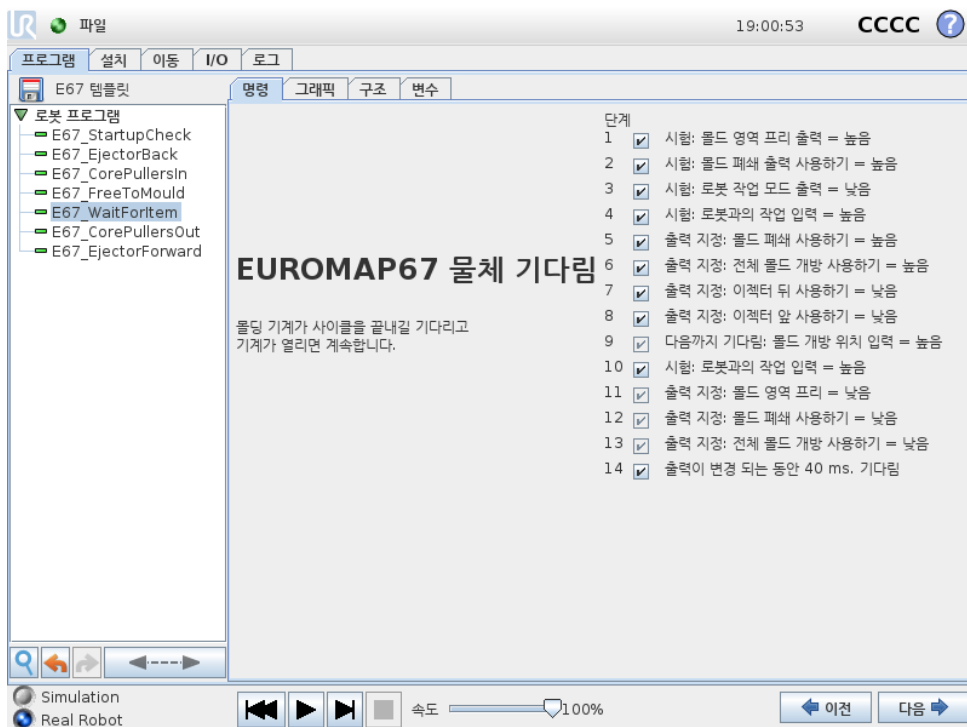 UR 파일 19:00:53 CCCC ?
프로그램 설치 이동 I/O 로그
E67 템플릿
명령 그래픽 구조 변수
로봇 프로그램
E67_StartupCheck
E67_EjectorBack
E67_CorePullersIn
E67_FreeToMould
E67_WaitForItem
E67_CorePullersOut
E67_EjectorForward
EUROMAP67 물체 기다림
몰딩 기계가 사이클을 끝내길 기다리고
기계가 열리면 계속합니다.
단계
1 시험: 몰드 영역 프리 출력 = 높음
2 시험: 몰드 폐쇄 출력 사용하기 = 높음
3 시험: 로봇 작업 모드 출력 = 낮음
4 시험: 로봇과의 작업 입력 = 높음
5 출력 지정: 몰드 폐쇄 사용하기 = 높음
6 출력 지정: 전체 몰드 개방 사용하기 = 높음
7 출력 지정: 이젝터 뒤 사용하기 = 낮음
8 출력 지정: 이젝터 앞 사용하기 = 낮음
9 다음까지 기다림: 몰드 개방 위치 입력 = 높음
10 시험: 로봇과의 작업 입력 = 높음
11 출력 지정: 몰드 영역 프리 = 낮음
12 출력 지정: 몰드 폐쇄 사용하기 = 낮음
13 출력 지정: 전체 몰드 개방 사용하기 = 낮음
14 출력이 변경 되는 동안 40 ms. 기다림
Simulation
Real Robot
속도 100%
이전 다음